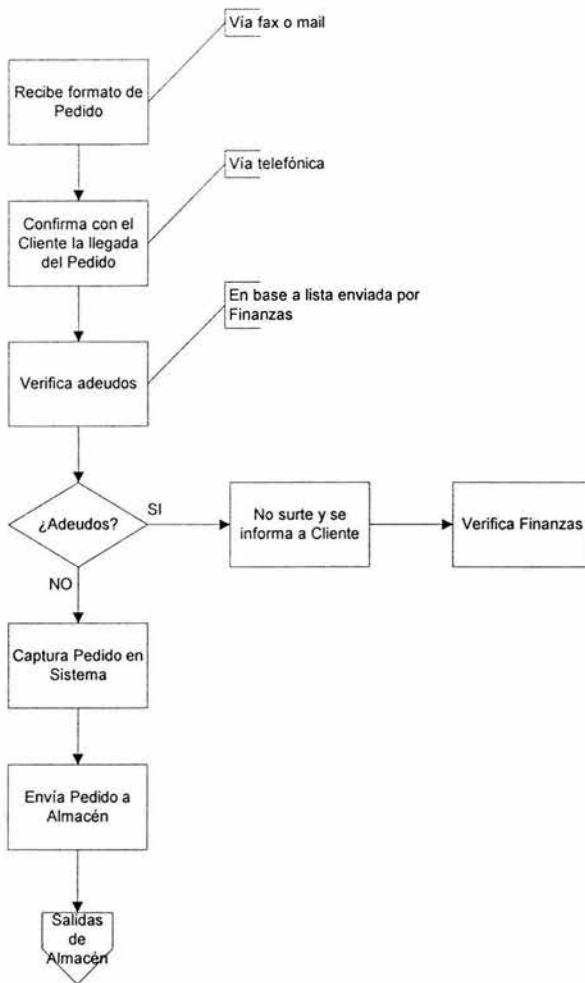 Vía fax o mail
Recibe formato de
Pedido
Vía telefónica
Confirma con el
Cliente la llegada
del Pedido
En base a lista enviada por
Finanzas
Verifica adeudos
¿Adeudos?
SI
No surte y se
informa a Cliente
Verifica Finanzas
NO
Captura Pedido en
Sistema
Envía Pedido a
Almacén
Salidas
de
Almacén